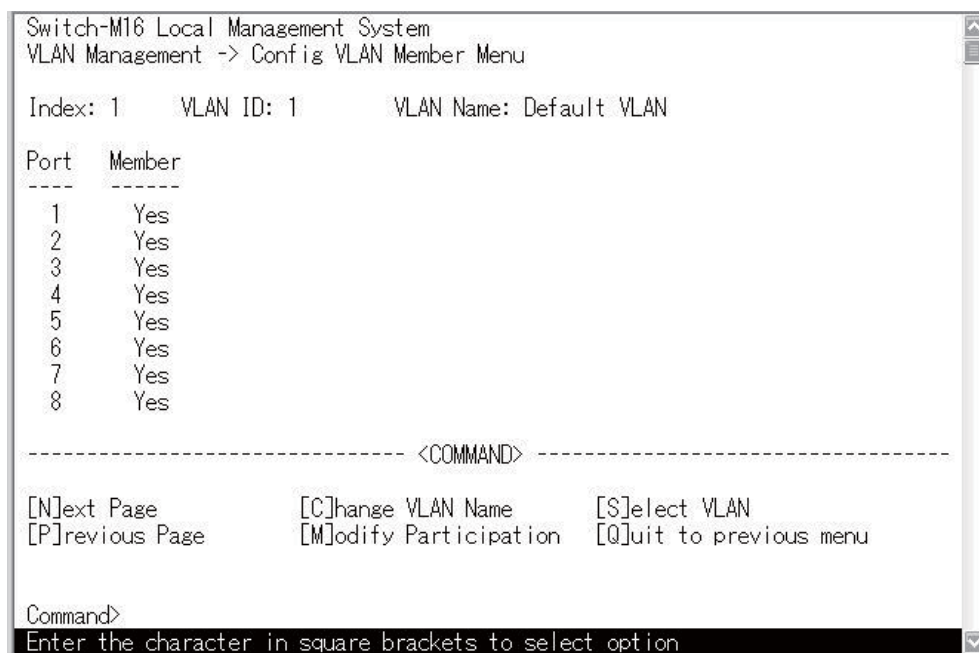 Switch-M16 Local Management System
VLAN Management -> Config VLAN Member Menu
Index: 1 VLAN ID: 1 VLAN Name: Default VLAN
Port Member
---- ------
1 Yes
2 Yes
3 Yes
4 Yes
5 Yes
6 Yes
7 Yes
8 Yes
-------------------------------- <COMMAND> -----------------------------------
[N]ext Page [C]hange VLAN Name [S]elect VLAN
[P]revious Page [M]odify Participation [Q]uit to previous menu
Command>
Enter the character in square brackets to select option